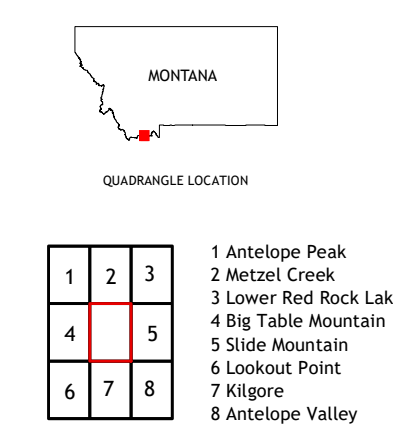 MONTANA
QUADRANGLE LOCATION
1 2 3
4 5
6 7 8
1 Antelope Peak
2 Metzel Creek
3 Lower Red Rock Lak
4 Big Table Mountain
5 Slide Mountain
6 Lookout Point
7 Kilgore
8 Antelope Valley